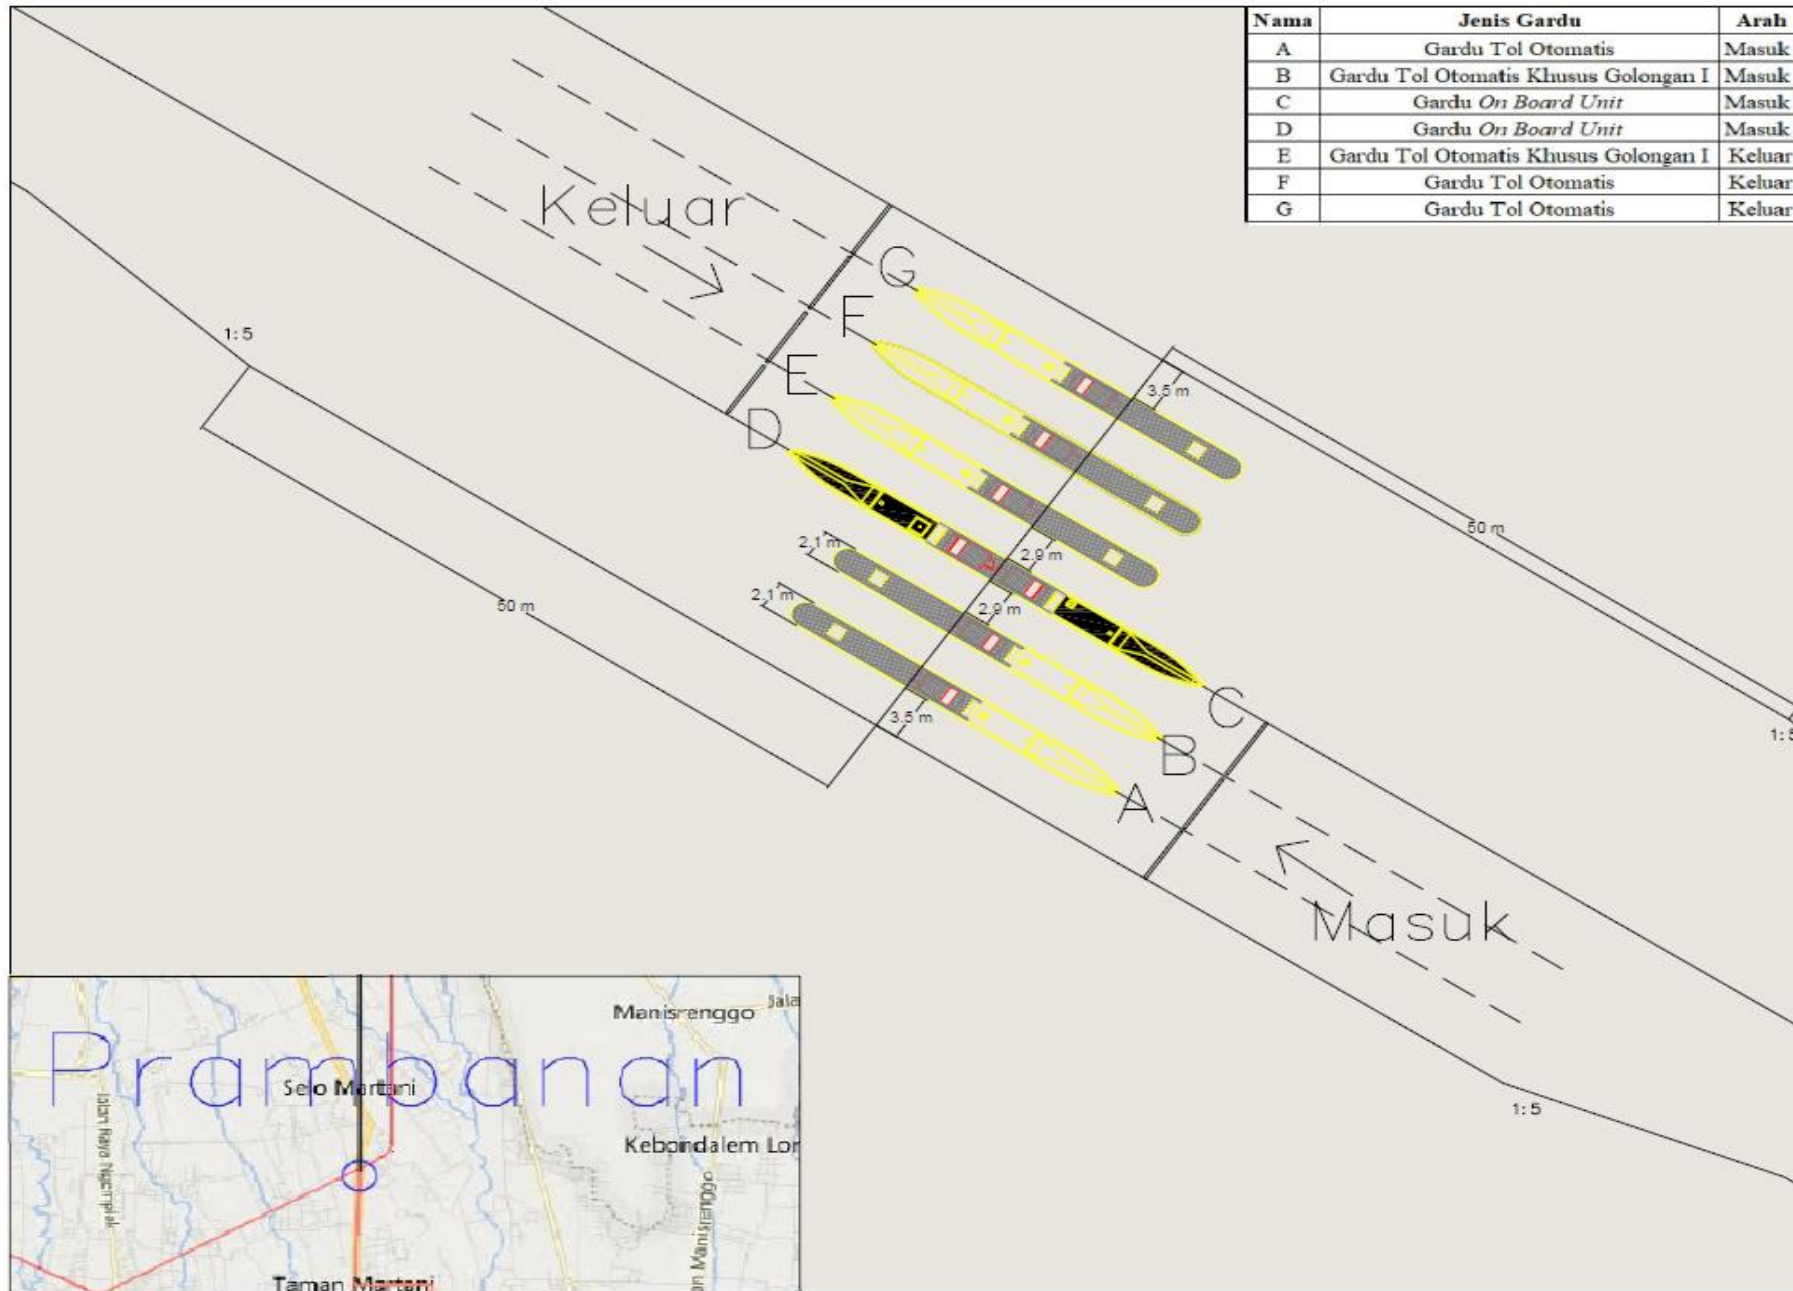 Nama Jenis Gardu Arah
A Gardu Tol Otomatis Masuk
B Gardu Tol Otomatis Khusus Golongan I Masuk
C Gardu On Board Unit Masuk
D Gardu On Board Unit Masuk
E Gardu Tol Otomatis Khusus Golongan I Keluar
F Gardu Tol Otomatis Keluar
G Gardu Tol Otomatis Keluar
Keluar
G
F
1:5
E
3.5 m
D
50 m
2.1 m
2.9 m
2.1 m
50 m
2.9 m
3.5 m
C
1:5
B
A
Masuk
1:5
Manisrenggo
Prambanan
Selo Martani
Kebondalem Lor
Taman Martani